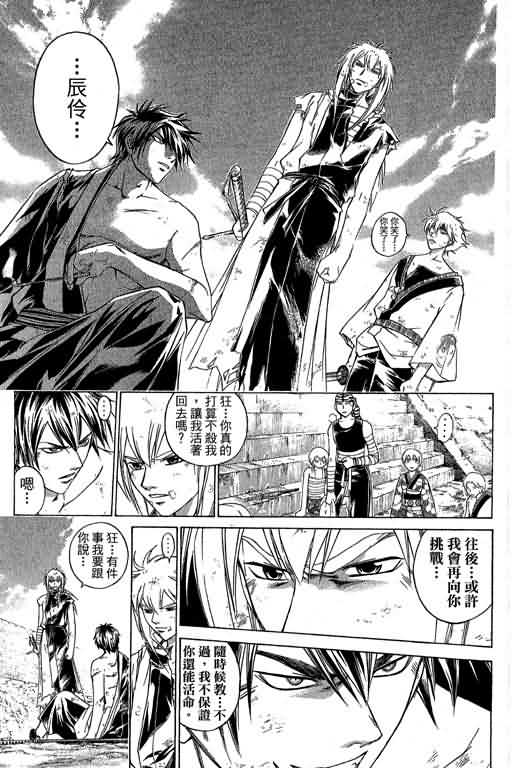 …
辰伶
…
你笑?
你笑?
狂…你真的
打算不殺我
，讓我活著
回去嗎?
…
…
嗯…
往後…或許
我會再向你
挑戰…
…
狂…有件
事我要跟
你說…
隨時候教…不
過，我不保證
你還能活命。